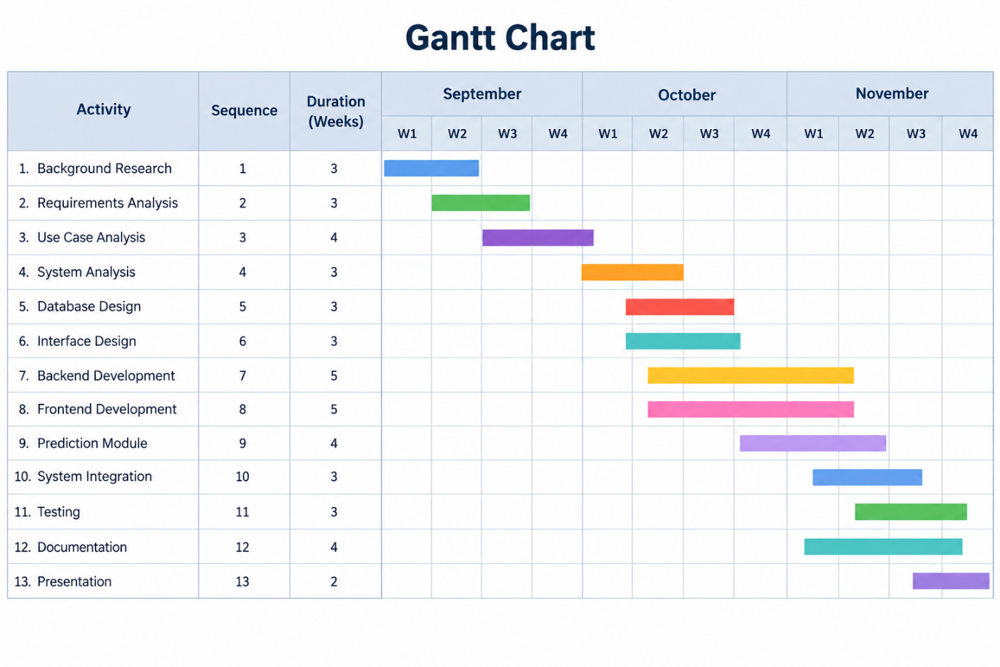 Gantt Chart
Activity Sequence Duration (Weeks) September October November
W1 W2 W3 W4 W1 W2 W3 W4 W1 W2 W3 W4
1. Background Research 1 3
2. Requirements Analysis 2 3
3. Use Case Analysis 3 4
4. System Analysis 4 3
5. Database Design 5 3
6. Interface Design 6 3
7. Backend Development 7 5
8. Frontend Development 8 5
9. Prediction Module 9 4
10. System Integration 10 3
11. Testing 11 3
12. Documentation 12 4
13. Presentation 13 2